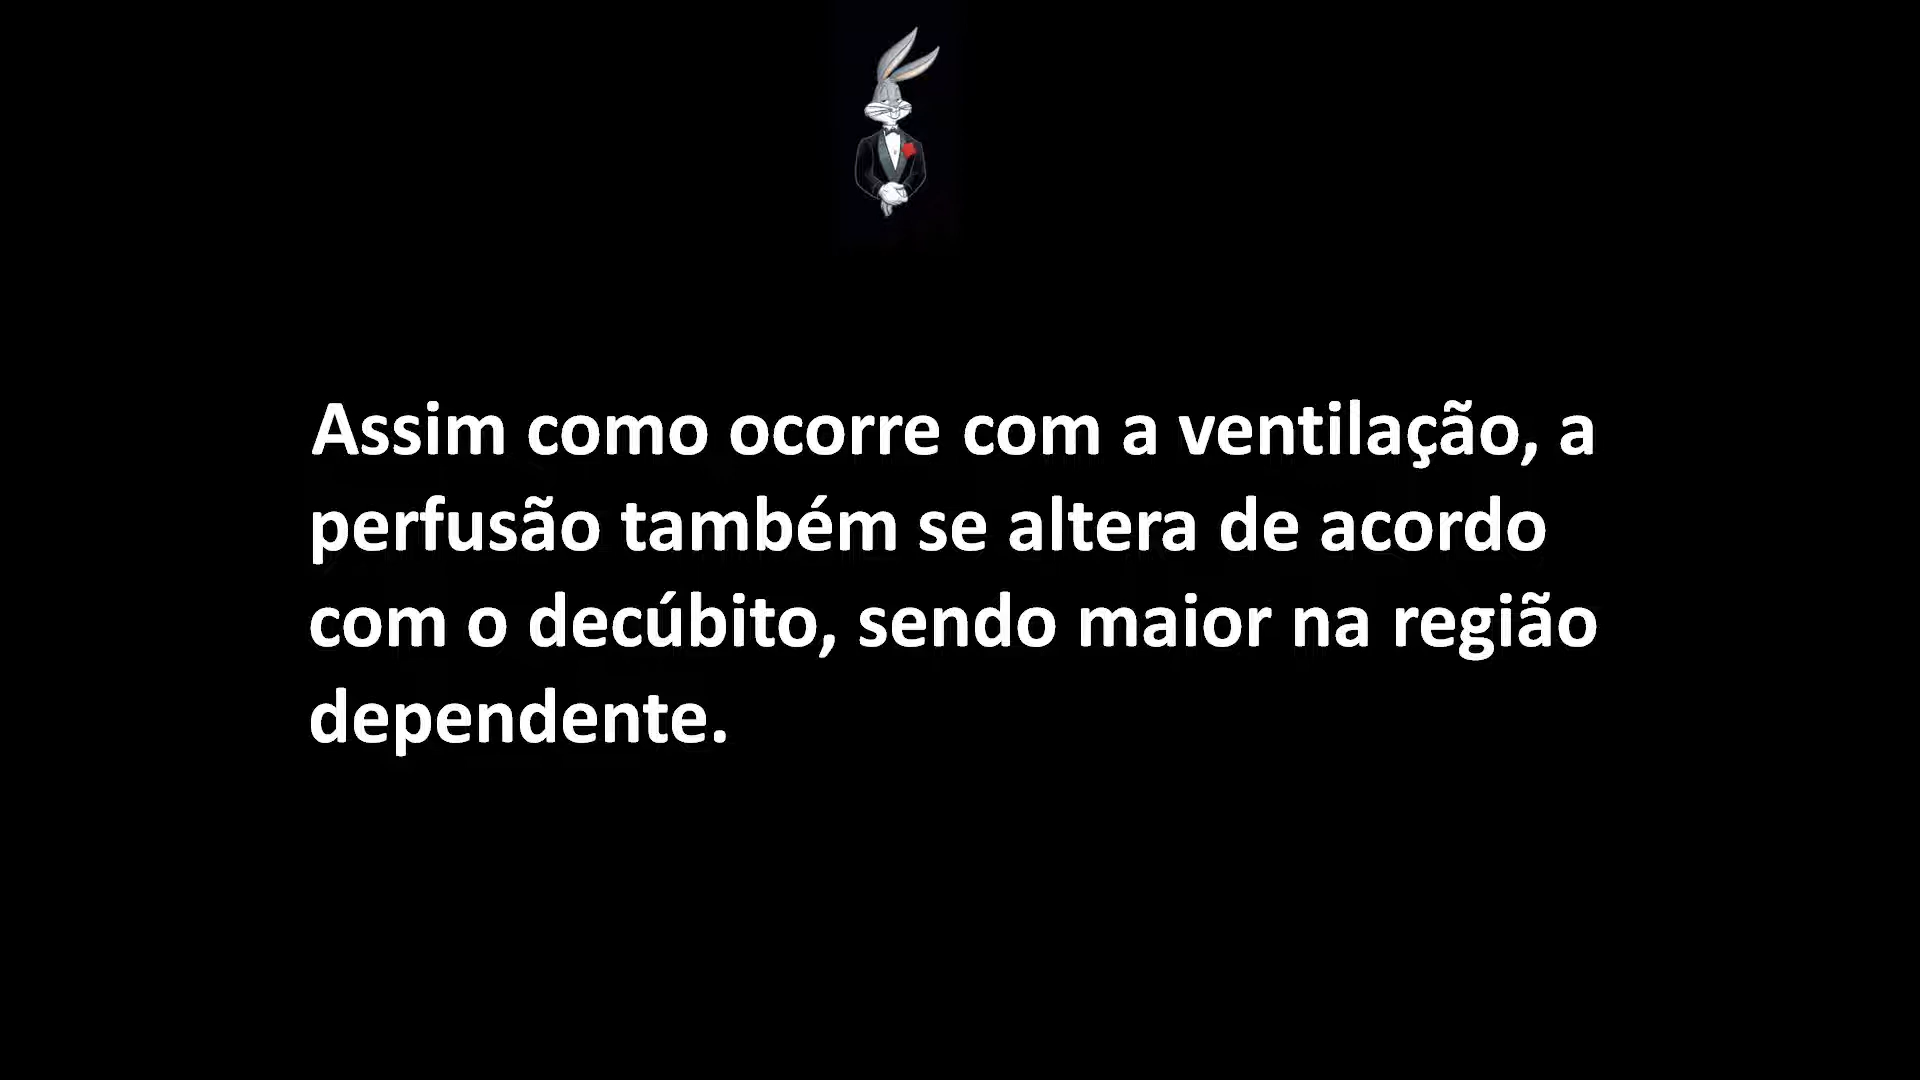 Assim como ocorre com a ventilação, a
perfusão também se altera de acordo
com o decúbito, sendo maior na região
dependente.